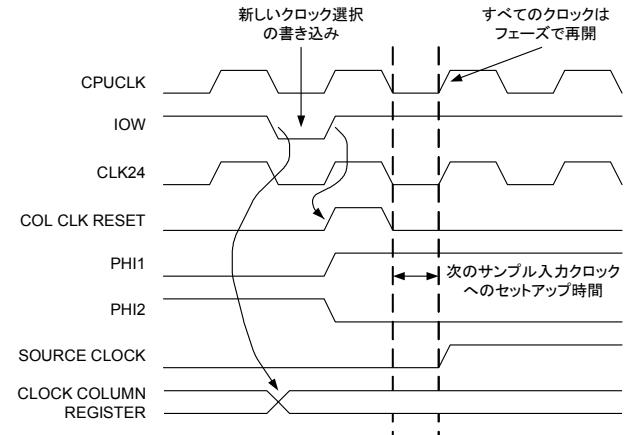 新しいクロック選択
の書き込み
すべてのクロックは
フェーズで再開
CPUCLK
IOW
CLK24
COL CLK RESET
PHI1
次のサンプル入力クロック
へのセットアップ時間
PHI2
SOURCE CLOCK
CLOCK COLUMN
REGISTER